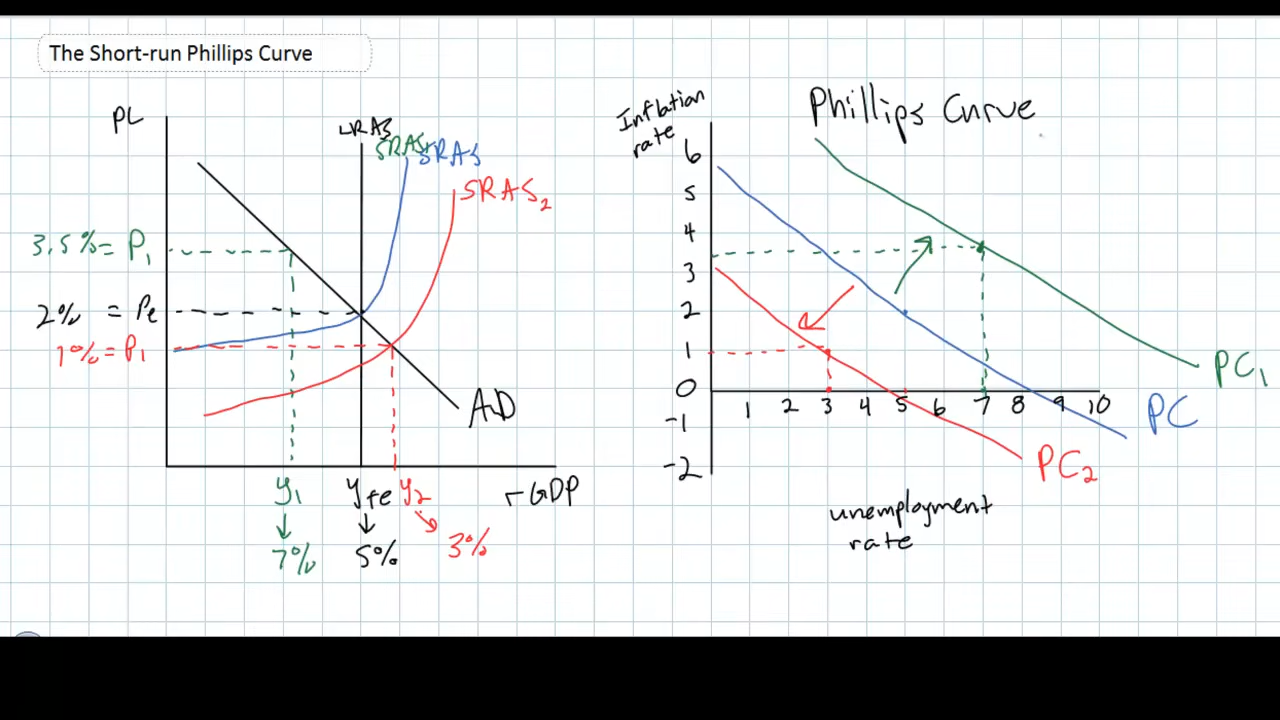 The Short-run Phillips Curve
PL
LRAS
SRAS1
SRAS
SRAS2
3.5% = P1
2% = Pe
1% = P1
AD
Y1
Yfe
Y2
rGDP
7%
5%
3%
Phillips Curve
Inflation
rate
6
5
4
3
2
1
0
-1
-2
1 2 3 4 5 6 7 8 9 10
PC1
PC
PC2
unemployment
rate